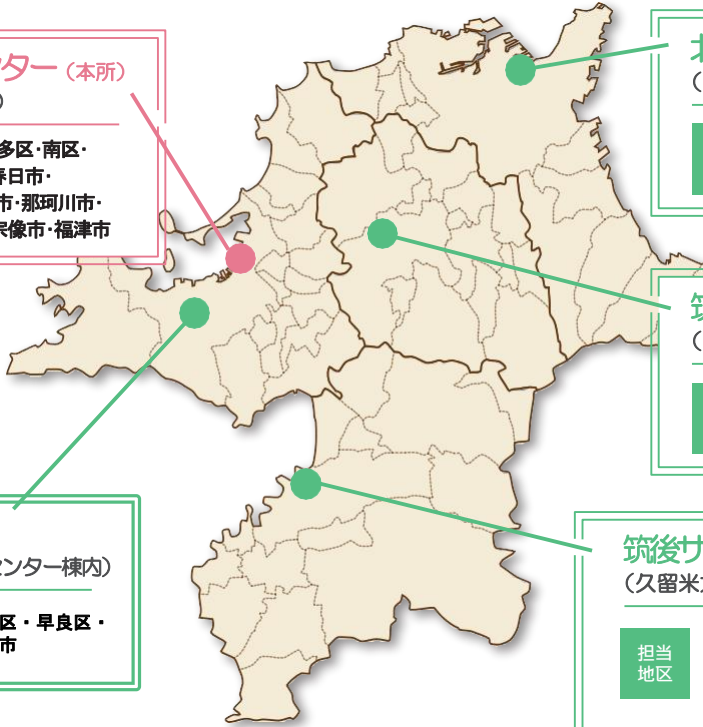 ター（本所）
）
多区・南区・
春日市・
市・那珂川市・
宗像市・福津市
北
（
筑
（
センター棟内）
区・早良区・
市
筑後サ
（久留米
担当
地区